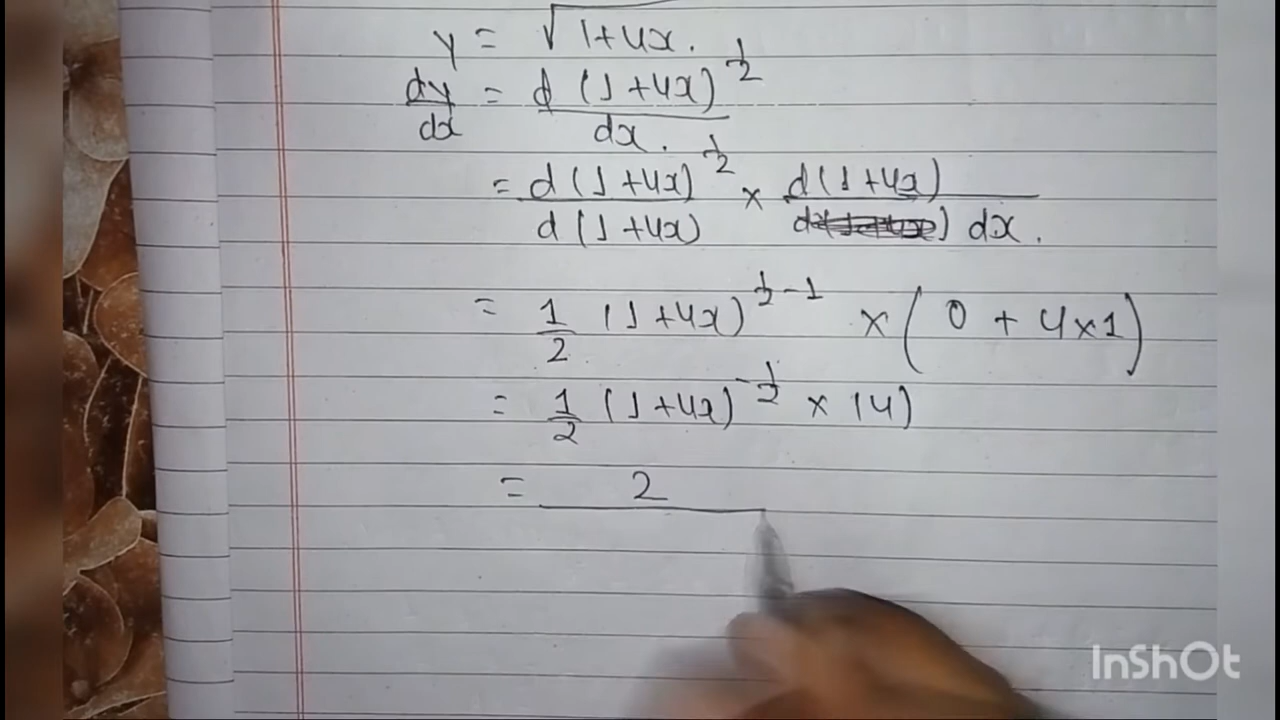 y = √1+4x.
dy/dx = d (1+4x)^1/2 / dx.
= d(1+4x)^1/2 / d(1+4x) × d(1+4x) / dx.
= 1/2 (1+4x)^1/2-1 × (0 + 4×1)
= 1/2 (1+4x)^-1/2 × (4)
= 2
InShOt